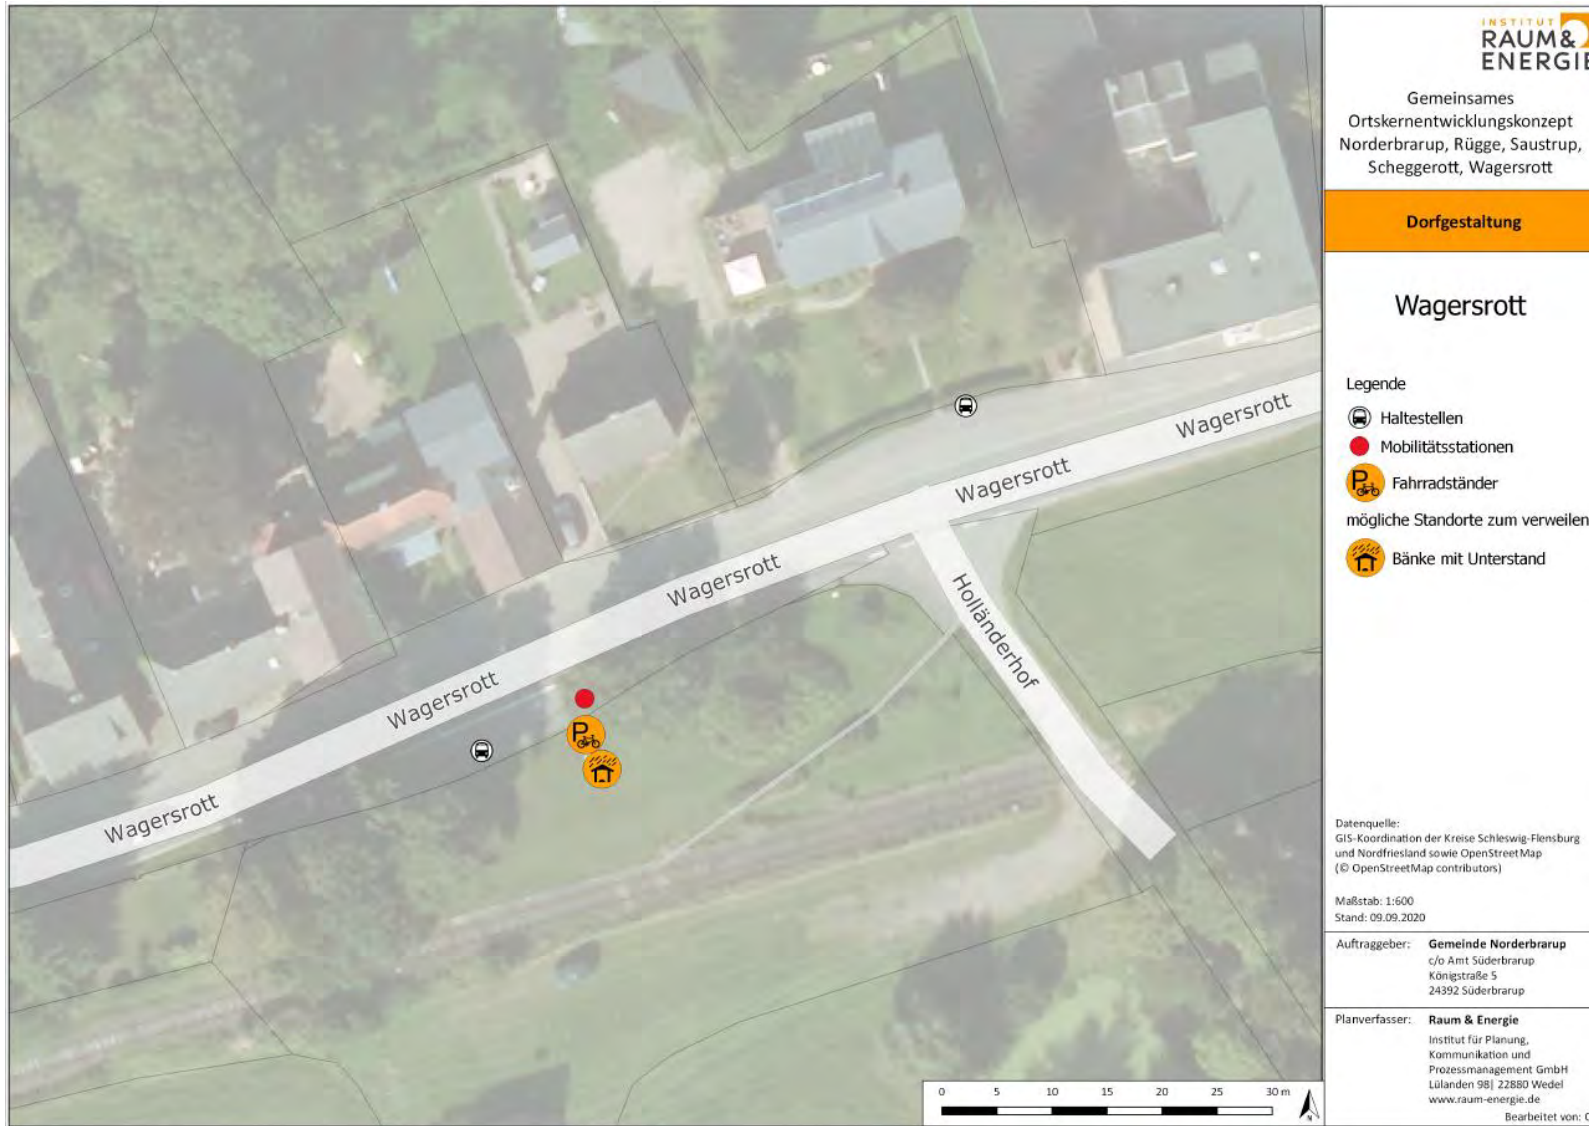 INSTITUT
RAUM&
ENERGIE
Gemeinsames
Ortskernentwicklungskonzept
Norderbrarup, Rügge, Saustrup,
Scheggerott, Wagersrott
Dorfgestaltung
Wagersrott
Legende
Haltestellen
Mobilitätsstationen
P
Fahrradständer
mögliche Standorte zum verweilen
Bänke mit Unterstand
Wagersrott
Wagersrott
Wagersrott
Holländerhof
Wagersrott
P
Wagersrott
Datenquelle:
GIS-Koordination der Kreise Schleswig-Flensburg
und Nordfriesland sowie OpenStreetMap
(© OpenStreetMap contributors)
Maßstab: 1:600
Stand: 09.09.2020
Auftraggeber: Gemeinde Norderbrarup
c/o Amt Süderbrarup
Königstraße 5
24392 Süderbrarup
Planverfasser: Raum & Energie
Institut für Planung,
Kommunikation und
Prozessmanagement GmbH
Lülanden 98| 22880 Wedel
www.raum-energie.de
Bearbeitet von:
0 5 10 15 20 25 30 m
N